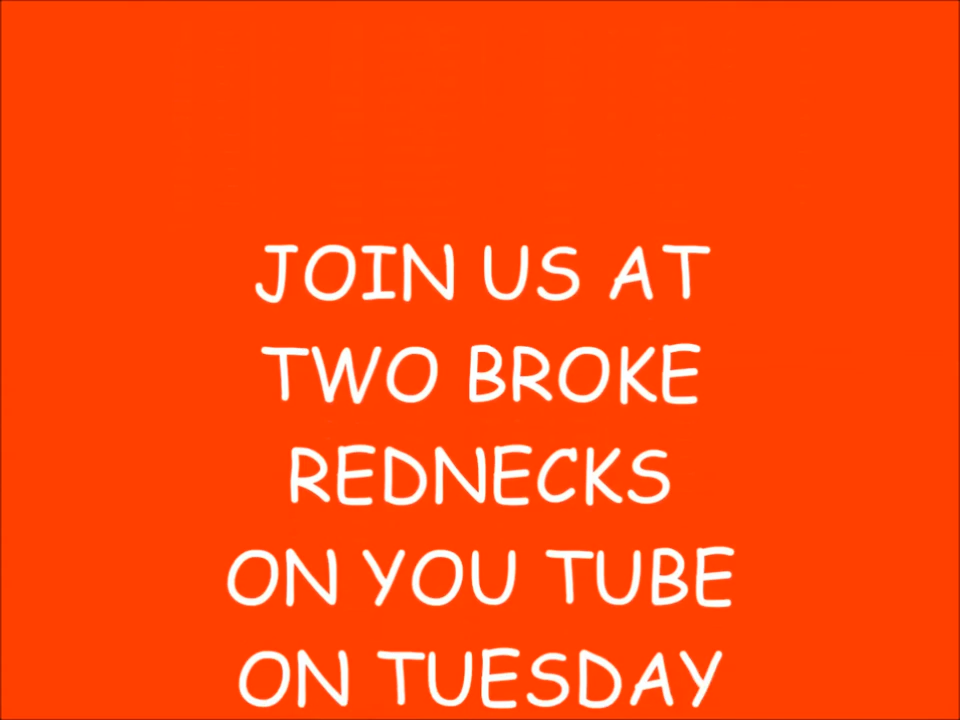 JOIN US AT
TWO BROKE
REDNECKS
ON YOU TUBE
ON TUESDAY